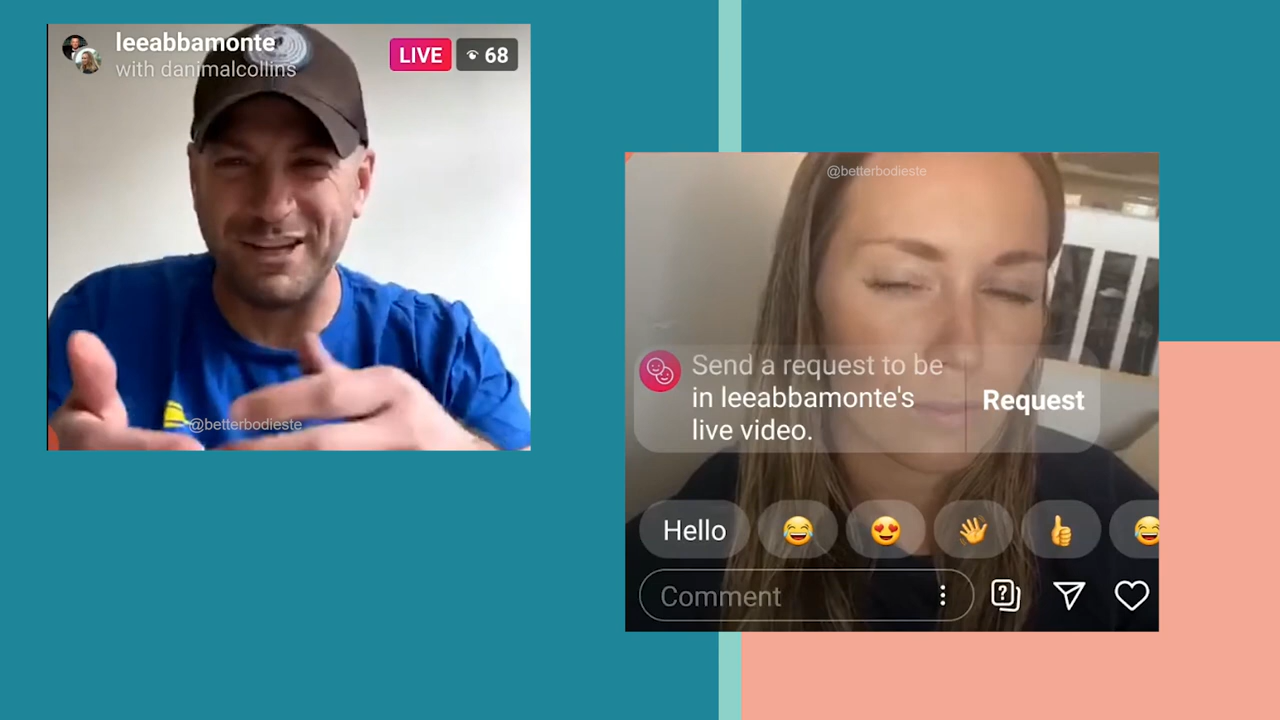 leeabbamonte
with danimalcollins
LIVE
68
@betterbodieste
@betterbodieste
Send a request to be
in leeabbamonte's
live video.
Request
Hello
Comment